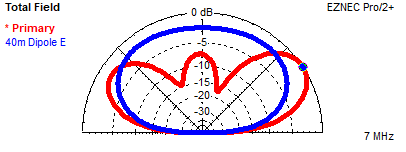 Total Field
EZNEC Pro/2+
* Primary
40m Dipole E
0 dB
-5
-10
-15
-20
-30
7 MHz